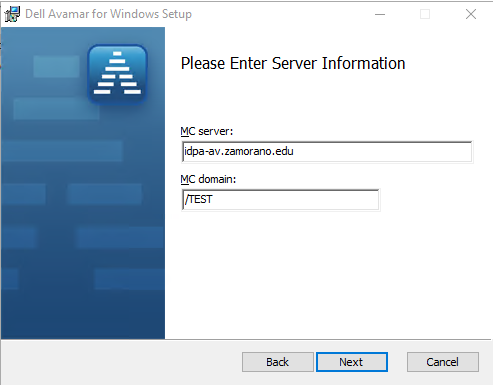 Dell Avamar for Windows Setup
Please Enter Server Information
MC server:
idpa-av.zamorano.edu
MC domain:
/TEST
Back
Next
Cancel